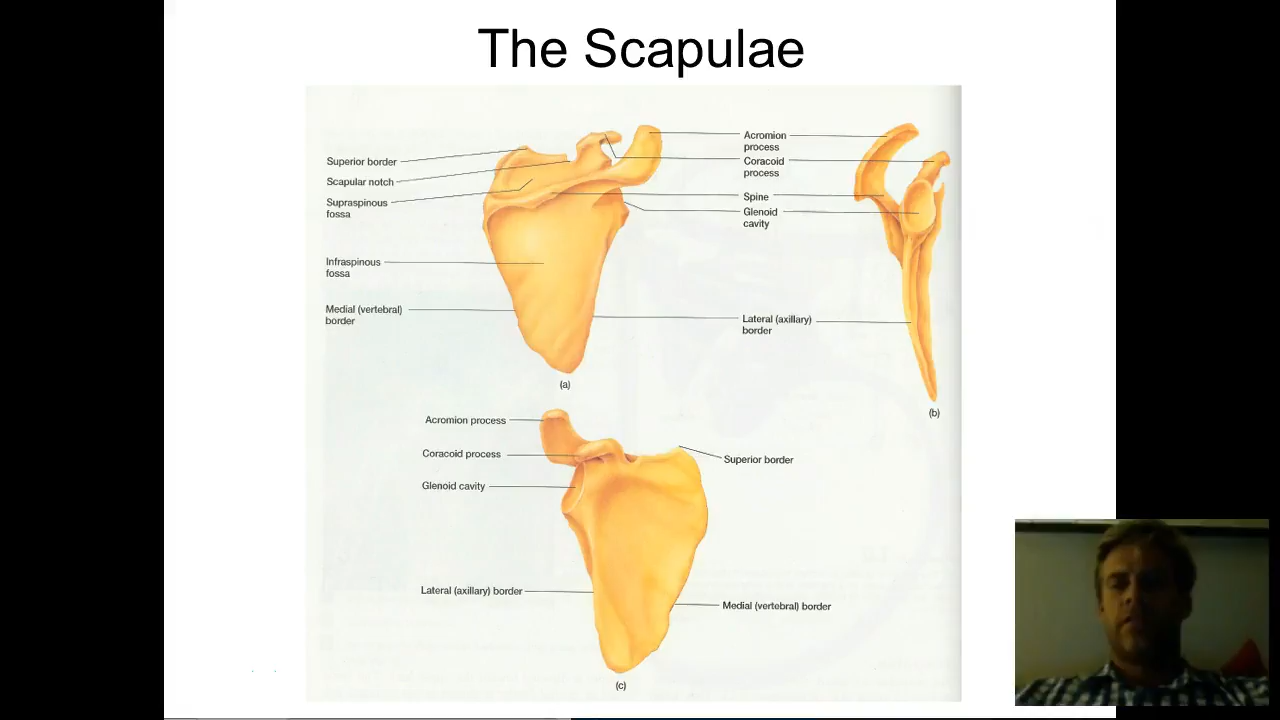 The Scapulae
Superior border
Scapular notch
Supraspinous
fossa
Infraspinous
fossa
Medial (vertebral)
border
Acromion
process
Coracoid
process
Spine
Glenoid
cavity
Lateral (axillary)
border
(a)
(b)
Acromion process
Coracoid process
Glenoid cavity
Superior border
Lateral (axillary) border
Medial (vertebral) border
(c)